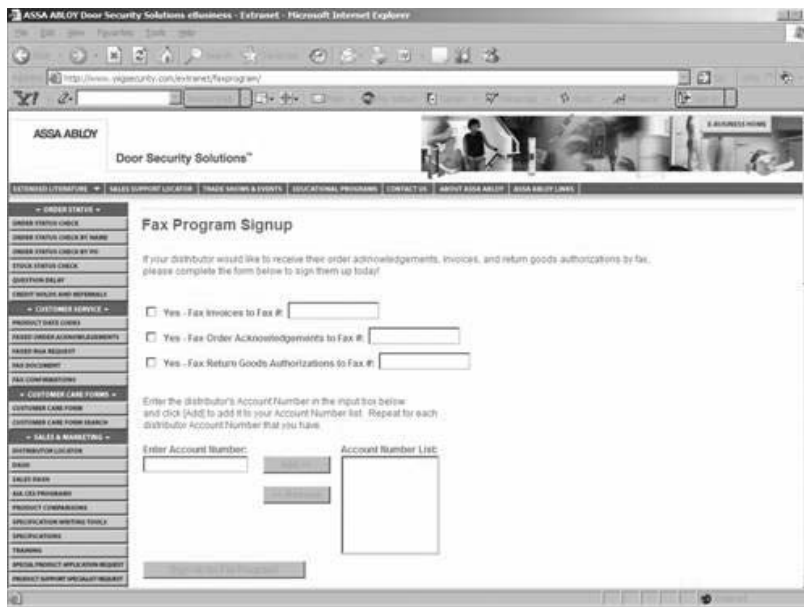 ASSA ABLOY Door Security Solutions eBusiness - Extranet - Microsoft Internet Explorer
ASSA ABLOY
Door Security Solutions™
E-BUSINESS HOME
EXTENDED LITERATURE
SALES SUPPORT LOCATOR
TRADE SHOWS & EVENTS
EDUCATIONAL PROGRAMS
CONTACT US
ABOUT ASSA ABLOY
ASSA ABLOY LINKS
ORDER STATUS
ORDER STATUS CHECK
ORDER STATUS CHECK BY NAME
ORDER STATUS CHECK BY PO
STOCK STATUS CHECK
QUESTION DELAY
CREDIT HOLDS AND REFERRALS
CUSTOMER SERVICE
PRODUCT DATE CODES
FAXED ORDER ACKNOWLEDGEMENTS
FAXED RGA REQUEST
FAX DOCUMENT
FAX CONFIRMATIONS
CUSTOMER CARE FORMS
CUSTOMER CARE FORM
CUSTOMER CARE FORM SEARCH
SALES & MARKETING
DISTRIBUTOR LOCATOR
SALES DASH
AIA CES PROGRAMS
PRODUCT COMPARISONS
SPECIFICATION WRITING TOOLS
SPECIFICATIONS
TRAINING
SPECIAL PRODUCT APPLICATION REQUEST
PRODUCT SUPPORT SPECIALIST REQUEST
Fax Program Signup
If your distributor would like to receive their order acknowledgements, invoices, and return goods authorizations by fax,
please complete the form below to sign them up today!
Yes - Fax Invoices to Fax #:
Yes - Fax Order Acknowledgements to Fax #:
Yes - Fax Return Goods Authorizations to Fax #:
Enter the distributor's Account Number in the input box below
and click [Add] to add it to your Account Number list. Repeat for each
distributor Account Number that you have.
Enter Account Number:
Account Number List:
Add >>
<< Remove